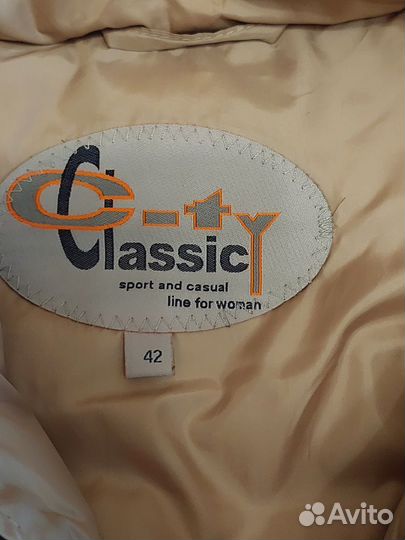 C-ty
Classic
sport and casual
line for woman
42
Avito